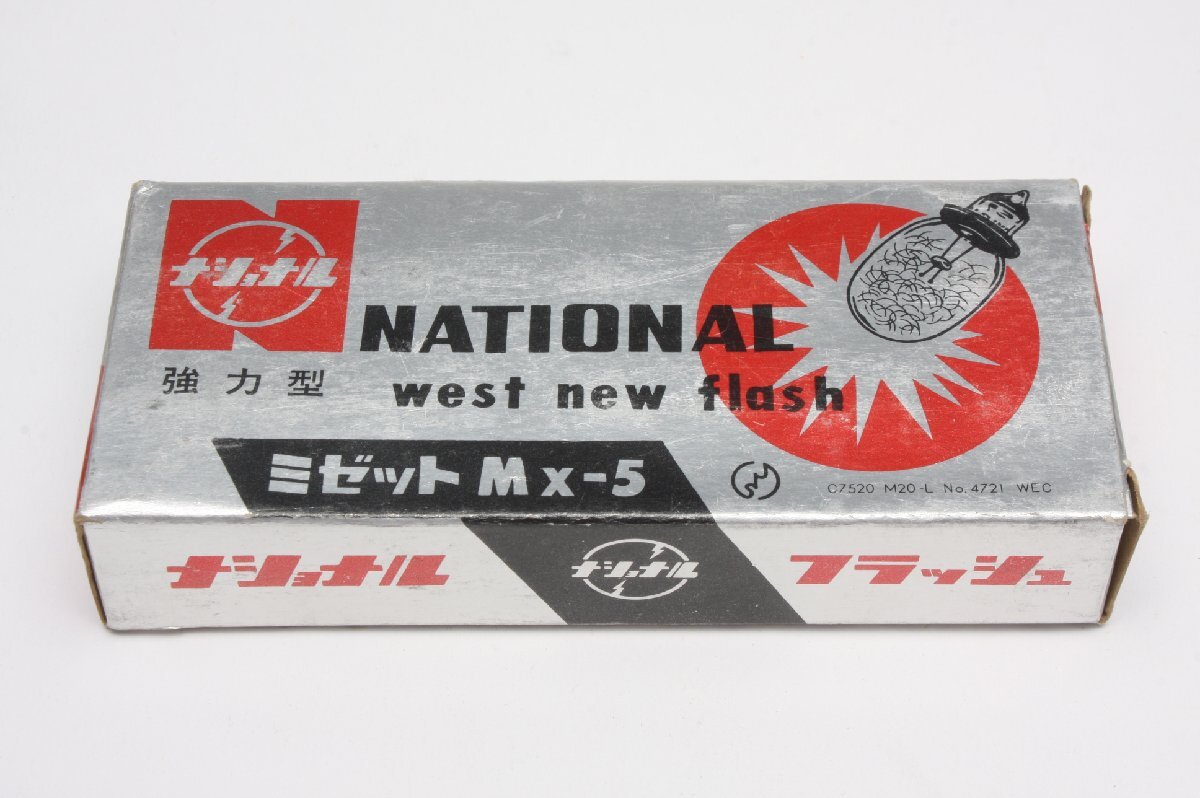 ナショナル
強力型
NATIONAL
west new flash
ミゼット Mx-5
C7520 M20-L No.4721 WEC
ナショナル ナショナル フラッシュ